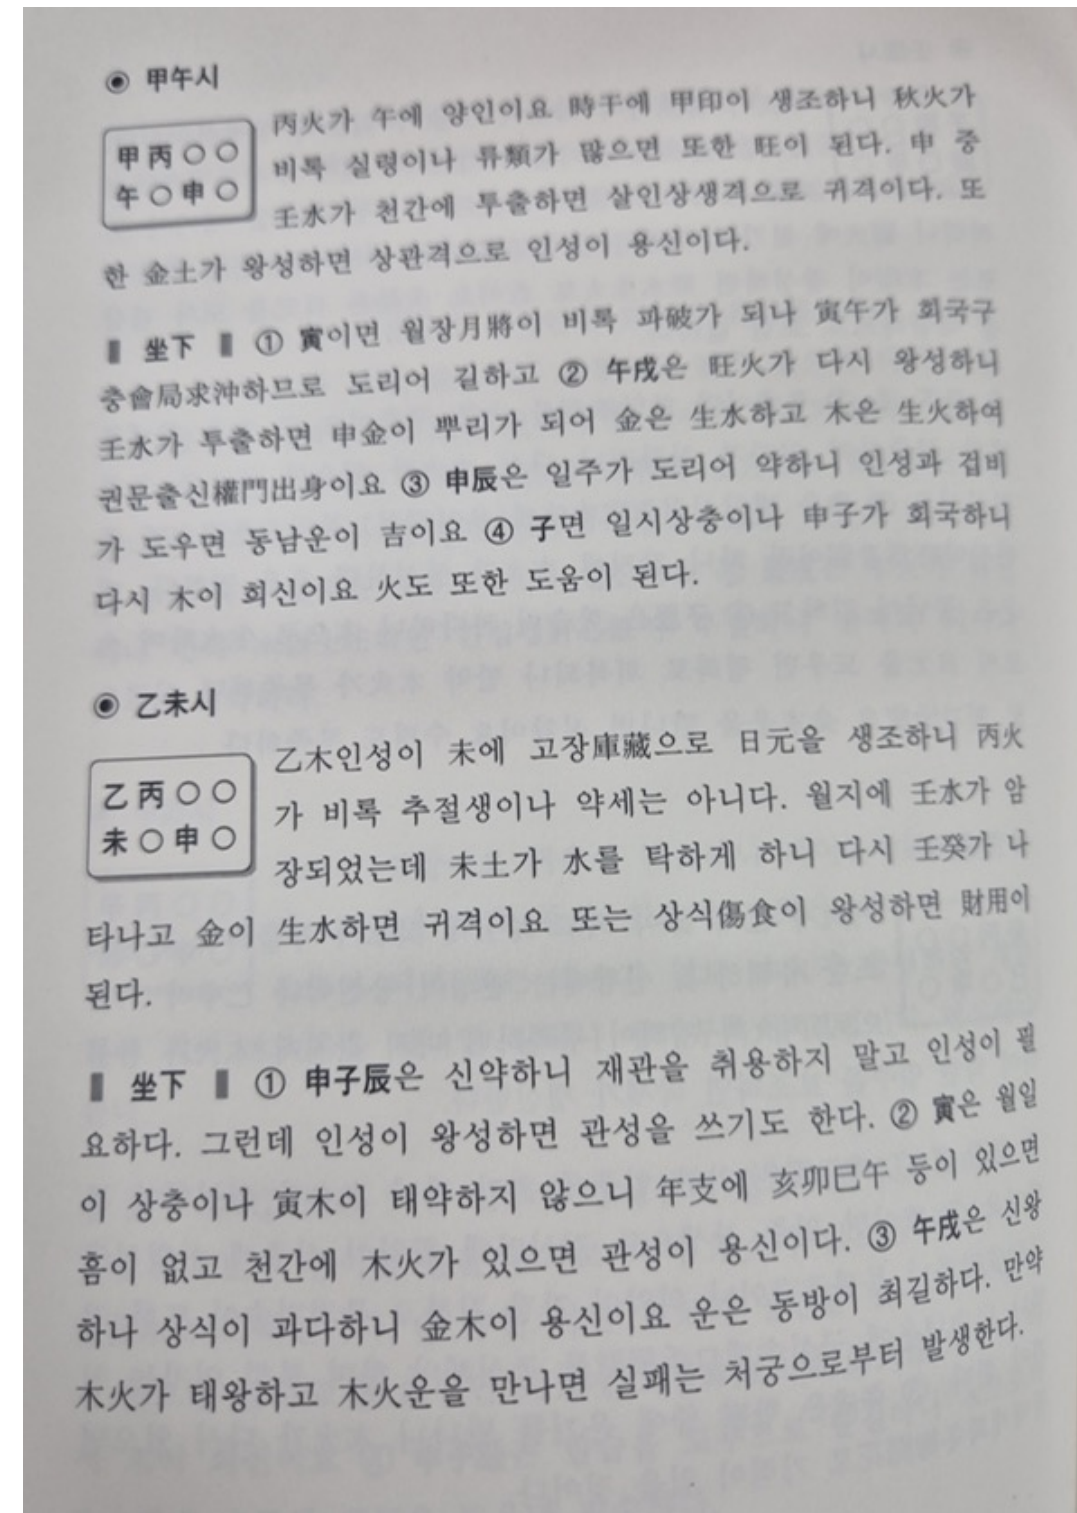 ◉ 甲午시
甲 丙 ○ ○
午 ○ 申 ○
丙火가 午에 양인이요 時干에 甲印이 생조하니 秋火가
비록 실령이나 류類가 많으면 또한 旺이 된다. 申 중
壬水가 천간에 투출하면 살인상생격으로 귀격이다. 또
한 金土가 왕성하면 상관격으로 인성이 용신이다.
▌ 坐下 ▌ ① 寅이면 월장月將이 비록 파破가 되나 寅午가 회국구
충會局求沖하므로 도리어 길하고 ② 午戌은 旺火가 다시 왕성하니
壬水가 투출하면 申金이 뿌리가 되어 金은 生水하고 木은 生火하여
권문출신權門出身이요 ③ 申辰은 일주가 도리어 약하니 인성과 겁비
가 도우면 동남운이 吉이요 ④ 子면 일시상충이나 申子가 회국하니
다시 木이 희신이요 火도 또한 도움이 된다.
◉ 乙未시
乙 丙 ○ ○
未 ○ 申 ○
乙木인성이 未에 고장庫藏으로 日元을 생조하니 丙火
가 비록 추절생이나 약세는 아니다. 월지에 壬水가 암
장되었는데 未土가 水를 탁하게 하니 다시 壬癸가 나
타나고 金이 生水하면 귀격이요 또는 상식傷食이 왕성하면 財用이
된다.
▌ 坐下 ▌ ① 申子辰은 신약하니 재관을 취용하지 말고 인성이 필
요하다. 그런데 인성이 왕성하면 관성을 쓰기도 한다. ② 寅은 월일
이 상충이나 寅木이 태약하지 않으니 年支에 亥卯巳午 등이 있으면
흠이 없고 천간에 木火가 있으면 관성이 용신이다. ③ 午戌은 신왕
하나 상식이 과다하니 金木이 용신이요 운은 동방이 최길하다. 만약
木火가 태왕하고 木火운을 만나면 실패는 처궁으로부터 발생한다.